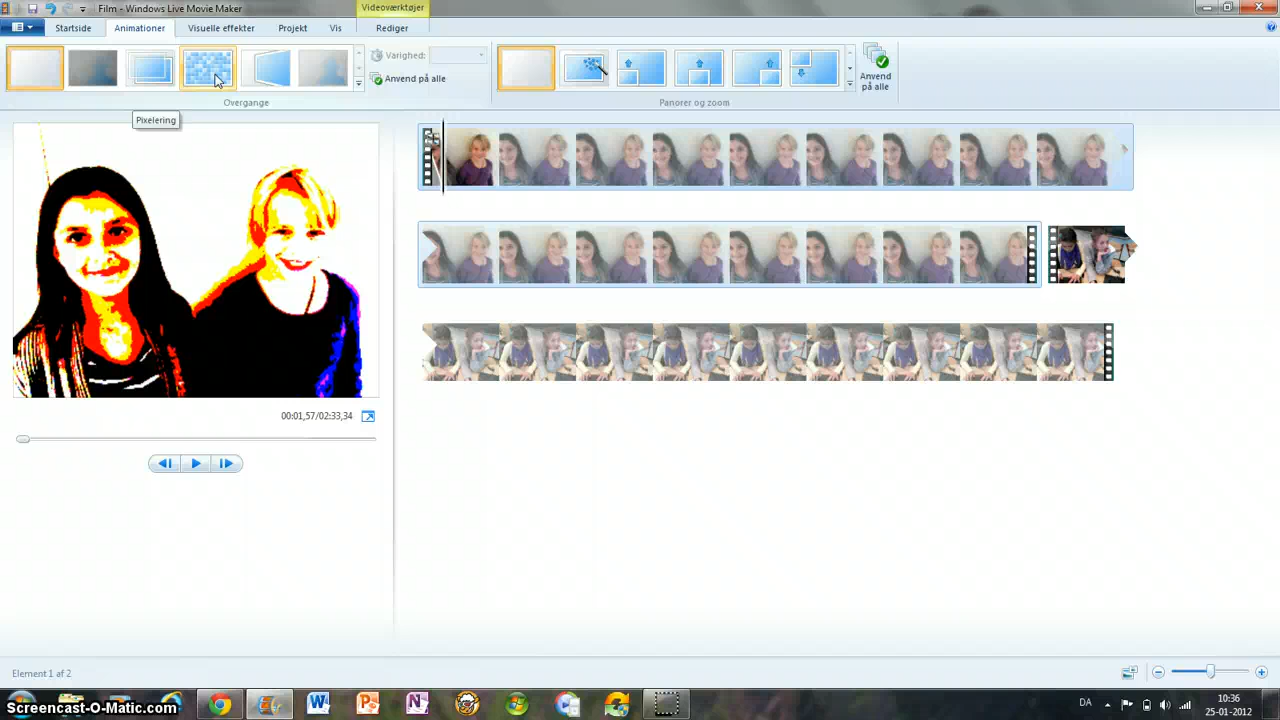 Film - Windows Live Movie Maker
Videoværktøjer
Startside Animationer Visuelle effekter Projekt Vis Rediger
Varighed:
Anvend på alle
Anvend
på alle
Overgange
Panorer og zoom
Pixelering
00:01,57/02:33,34
Element 1 af 2
DA
10:36
25-01-2012
Screencast-O-Matic.com